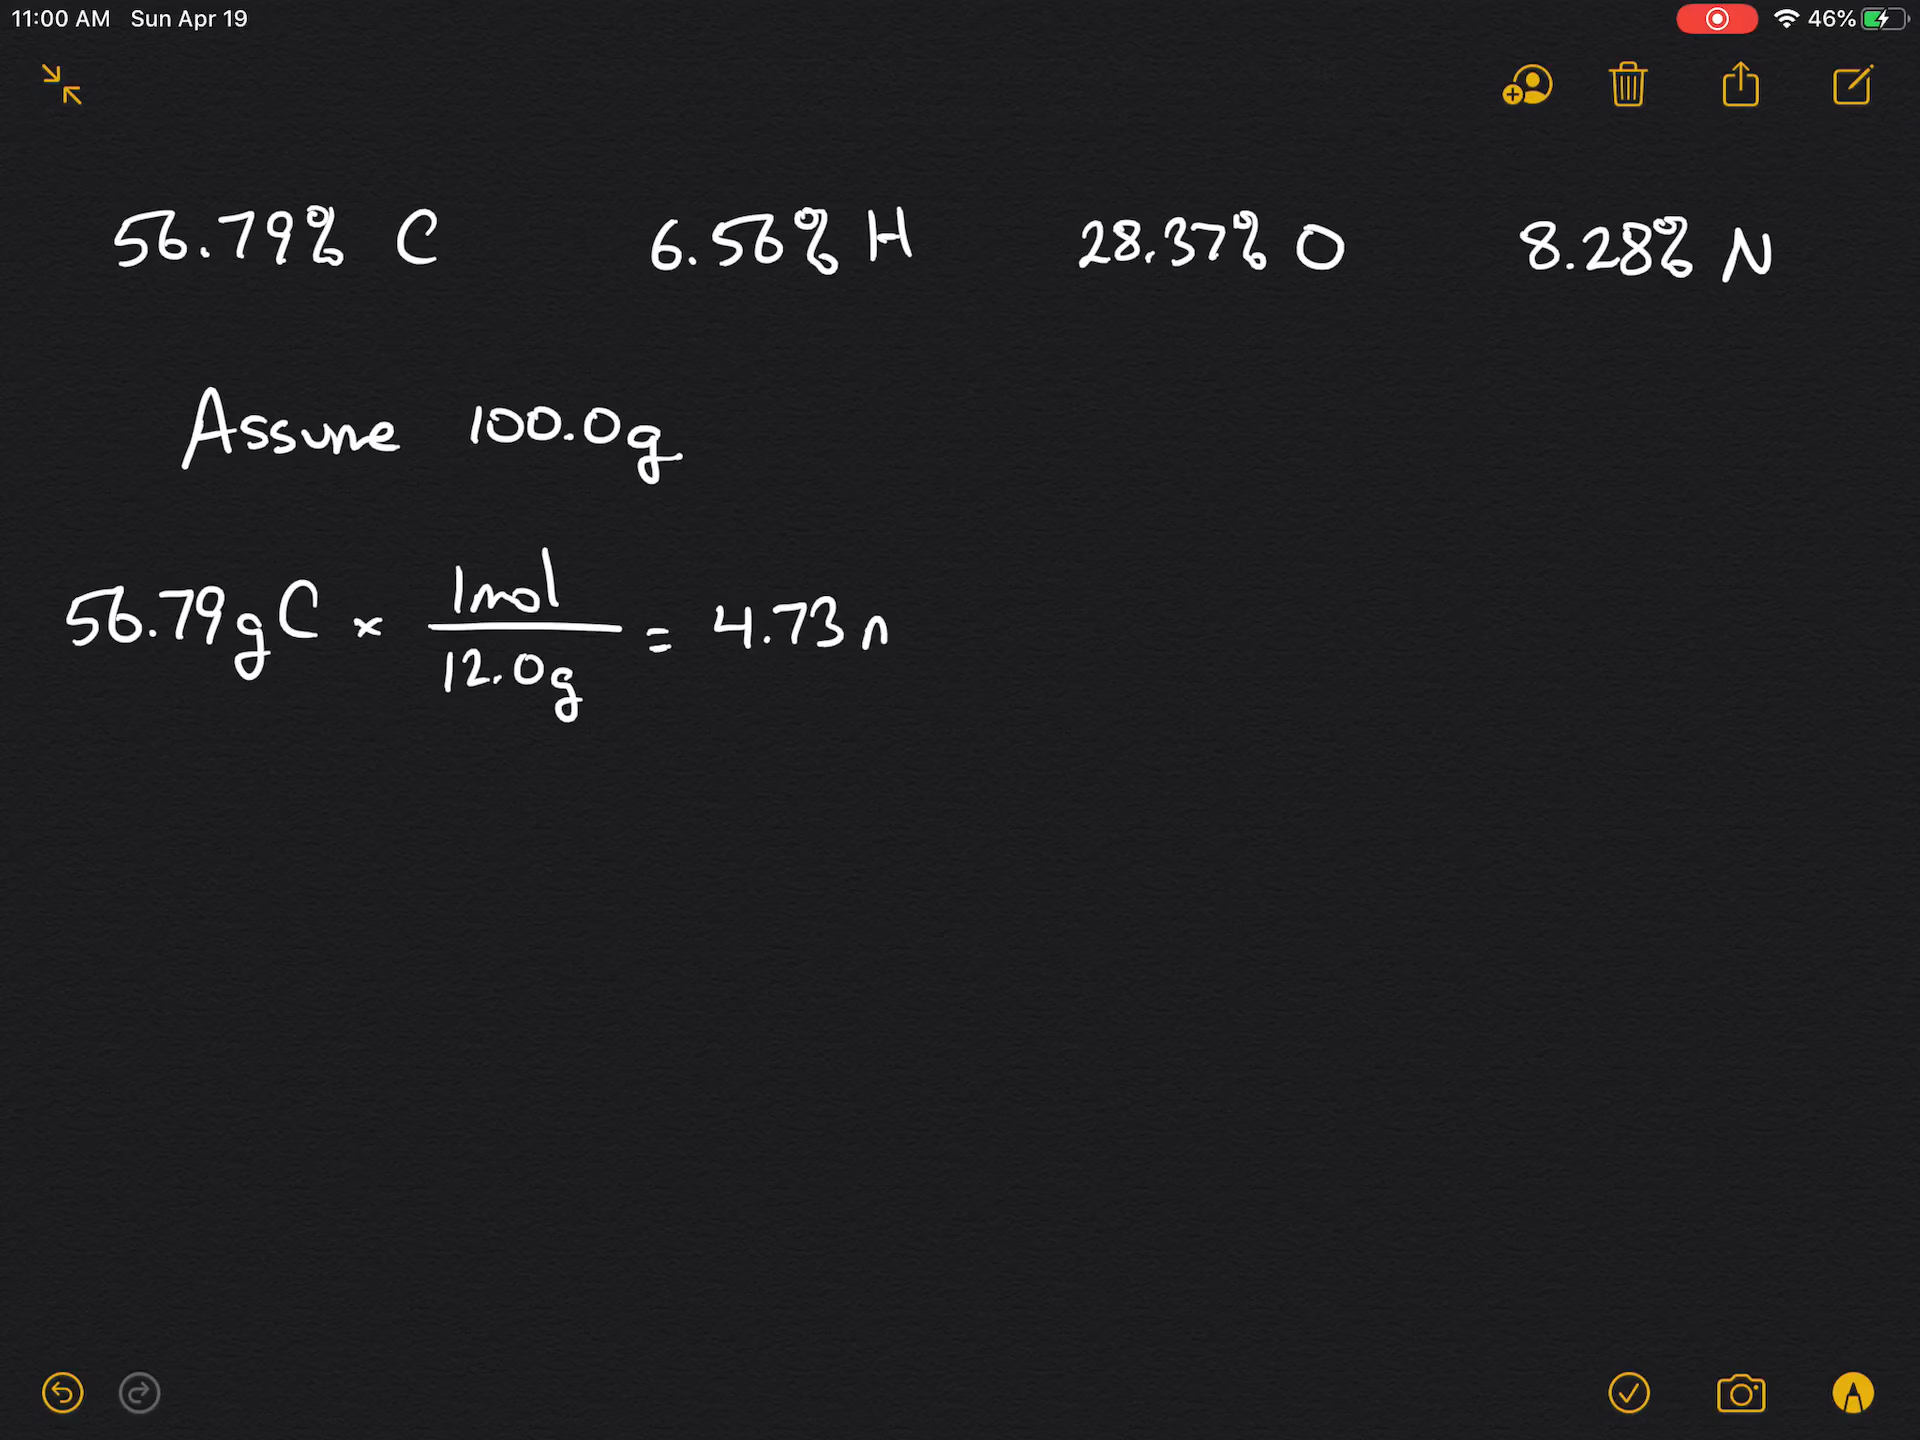 11:00 AM Sun Apr 19 46%
56.79% C 6.56% H 28.37% O 8.28% N
Assume 100.0g
56.79g C × 1mol / 12.0g = 4.73 n